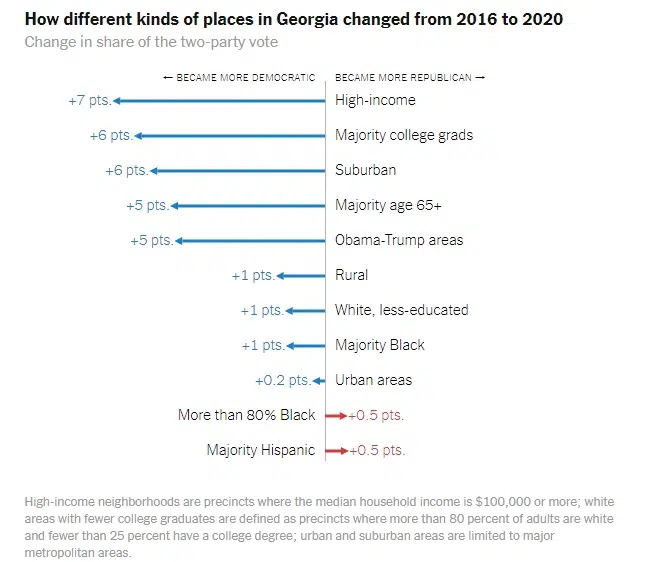 How different kinds of places in Georgia changed from 2016 to 2020
Change in share of the two-party vote
← BECAME MORE DEMOCRATIC BECAME MORE REPUBLICAN →
+7 pts. High-income
+6 pts. Majority college grads
+6 pts. Suburban
+5 pts. Majority age 65+
+5 pts. Obama-Trump areas
+1 pts. Rural
+1 pts. White, less-educated
+1 pts. Majority Black
+0.2 pts. Urban areas
More than 80% Black +0.5 pts.
Majority Hispanic +0.5 pts.
High-income neighborhoods are precincts where the median household income is $100,000 or more; white
areas with fewer college graduates are defined as precincts where more than 80 percent of adults are white
and fewer than 25 percent have a college degree; urban and suburban areas are limited to major
metropolitan areas.